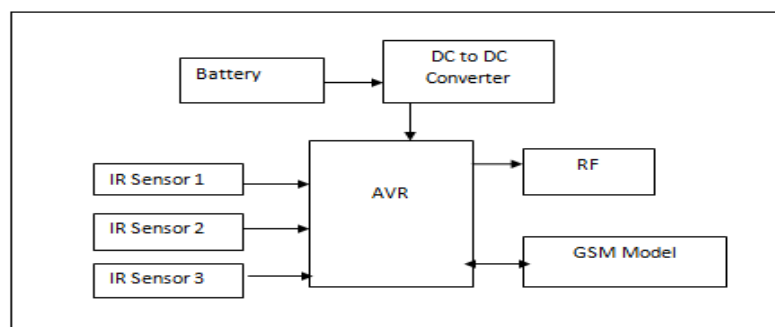 DC to DC
Converter
Battery
IR Sensor 1
IR Sensor 2
IR Sensor 3
AVR
RF
GSM Model